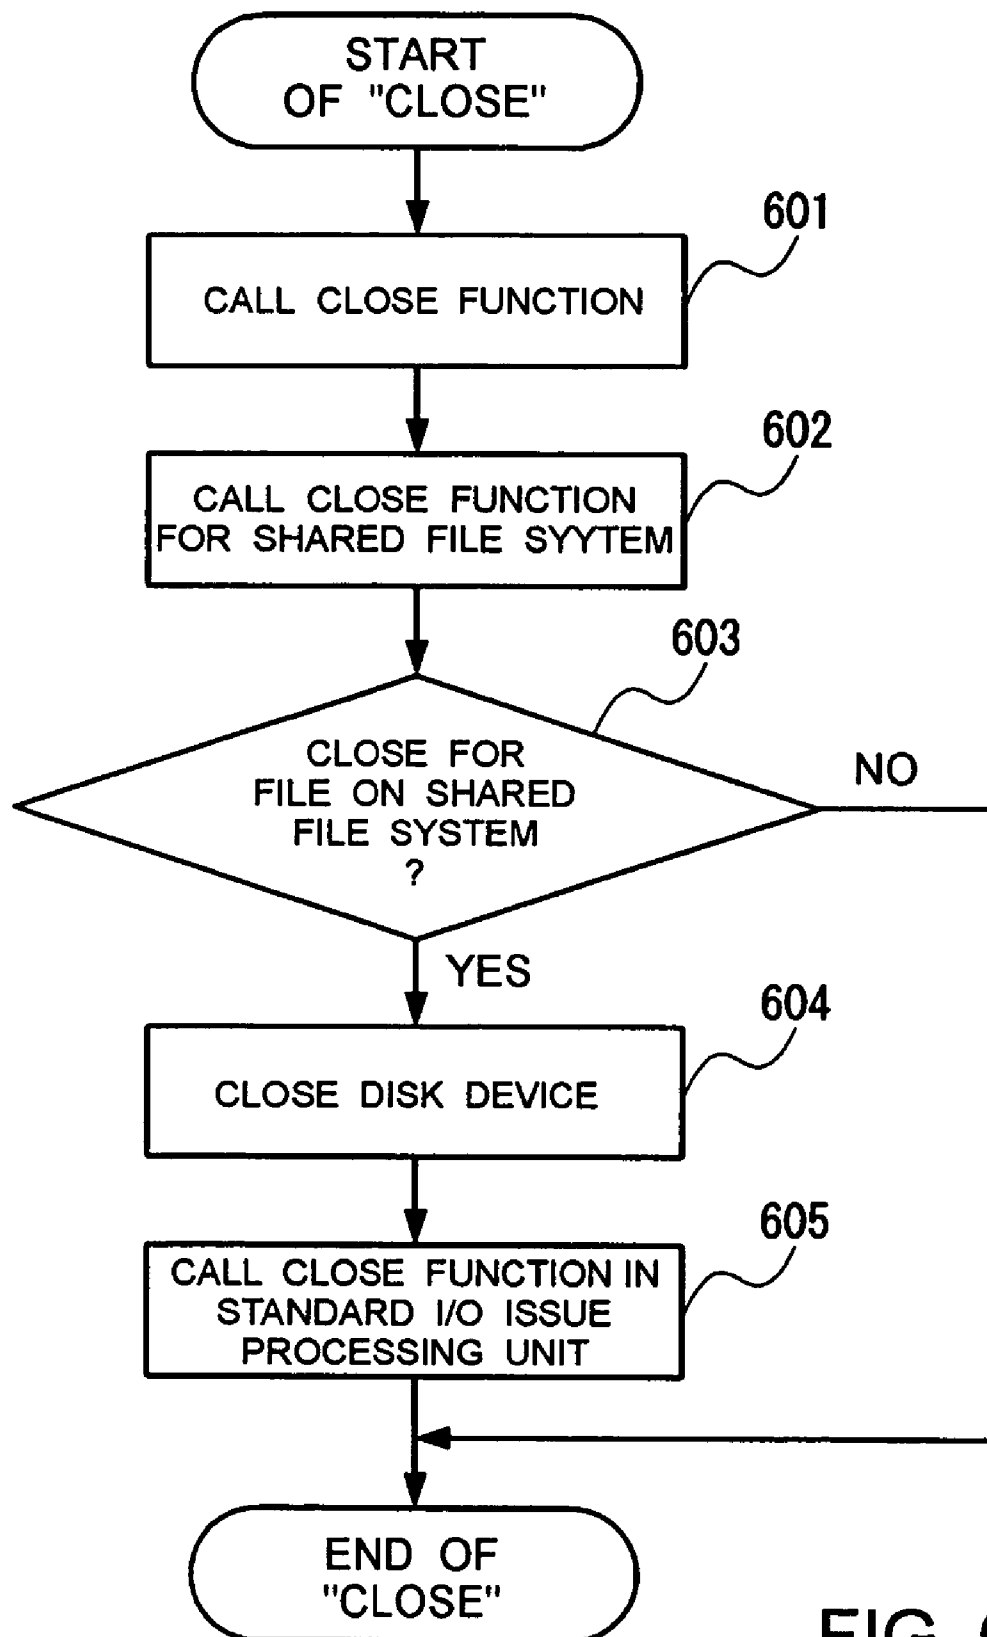 START
OF "CLOSE"
601
CALL CLOSE FUNCTION
602
CALL CLOSE FUNCTION
FOR SHARED FILE SYYTEM
603
CLOSE FOR
FILE ON SHARED
FILE SYSTEM
?
NO
YES
604
CLOSE DISK DEVICE
605
CALL CLOSE FUNCTION IN
STANDARD I/O ISSUE
PROCESSING UNIT
END OF
"CLOSE"
FIG